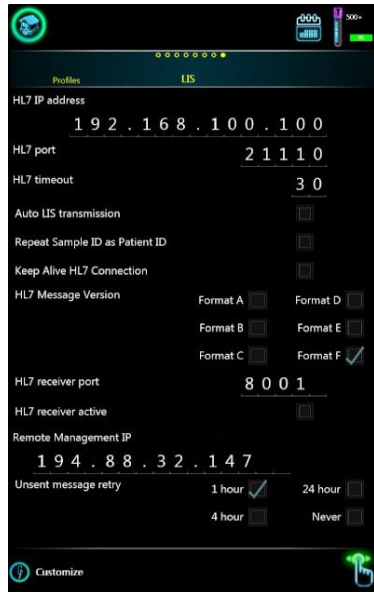 500+
Profiles LIS
HL7 IP address
192.168.100.100
HL7 port 21110
HL7 timeout 30
Auto LIS transmission
Repeat Sample ID as Patient ID
Keep Alive HL7 Connection
HL7 Message Version Format A Format D
Format B Format E
Format C Format F
HL7 receiver port 8001
HL7 receiver active
Remote Management IP
194.88.32.147
Unsent message retry 1 hour 24 hour
4 hour Never
Customize